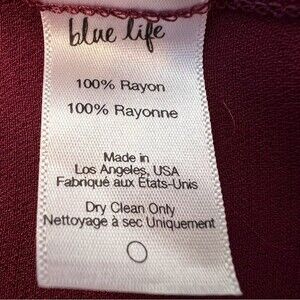 blue life
100% Rayon
100% Rayonne
Made in
Los Angeles, USA
Fabriqué aux États-Unis
Dry Clean Only
Nettoyage à sec Uniquement